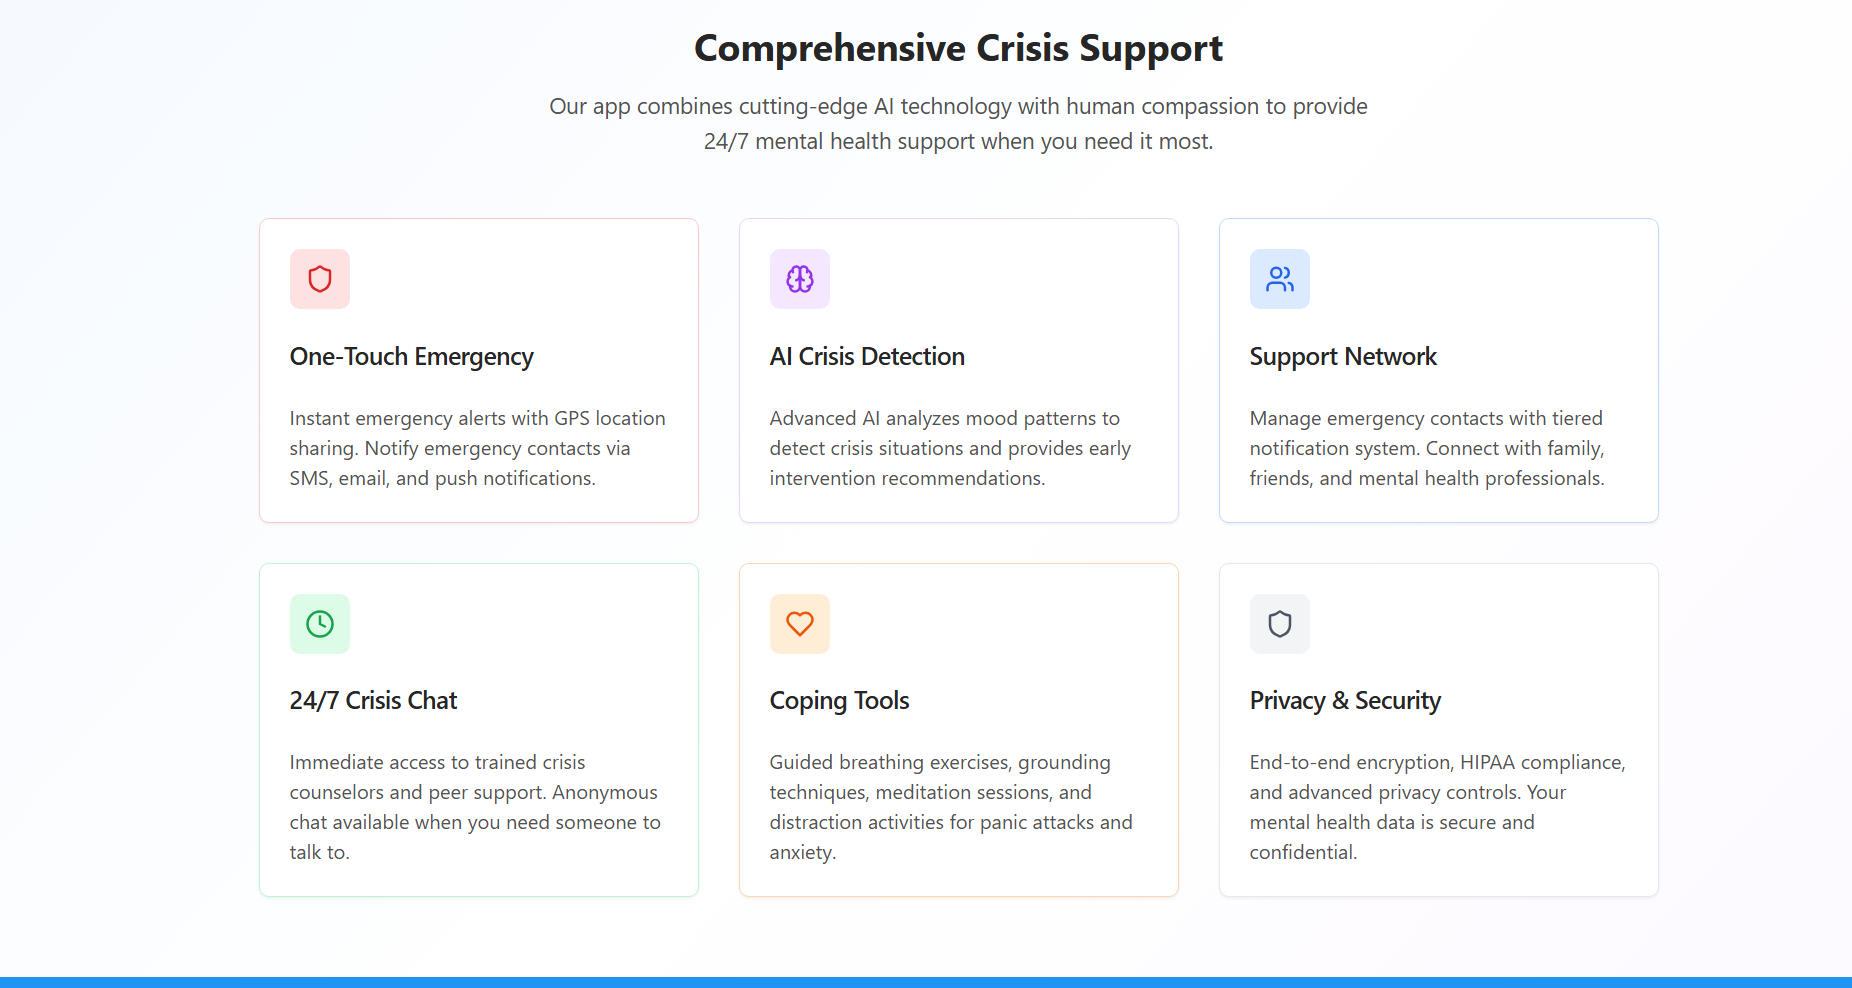 Comprehensive Crisis Support
Our app combines cutting-edge AI technology with human compassion to provide
24/7 mental health support when you need it most.
One-Touch Emergency
Instant emergency alerts with GPS location
sharing. Notify emergency contacts via
SMS, email, and push notifications.
AI Crisis Detection
Advanced AI analyzes mood patterns to
detect crisis situations and provides early
intervention recommendations.
Support Network
Manage emergency contacts with tiered
notification system. Connect with family,
friends, and mental health professionals.
24/7 Crisis Chat
Immediate access to trained crisis
counselors and peer support. Anonymous
chat available when you need someone to
talk to.
Coping Tools
Guided breathing exercises, grounding
techniques, meditation sessions, and
distraction activities for panic attacks and
anxiety.
Privacy & Security
End-to-end encryption, HIPAA compliance,
and advanced privacy controls. Your
mental health data is secure and
confidential.